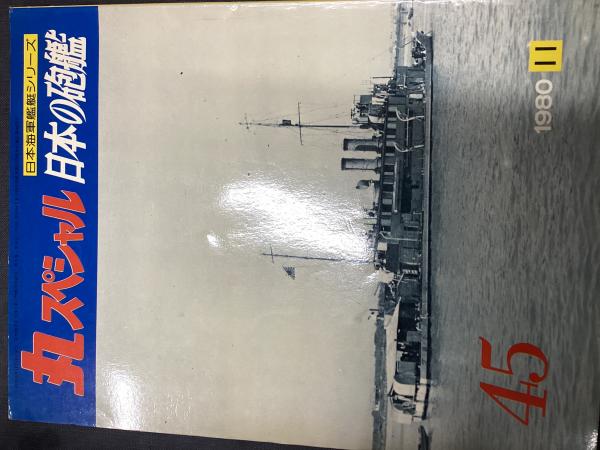 日本海軍艦艇シリーズ
丸スペシャル 日本の砲艦
1980 11
45